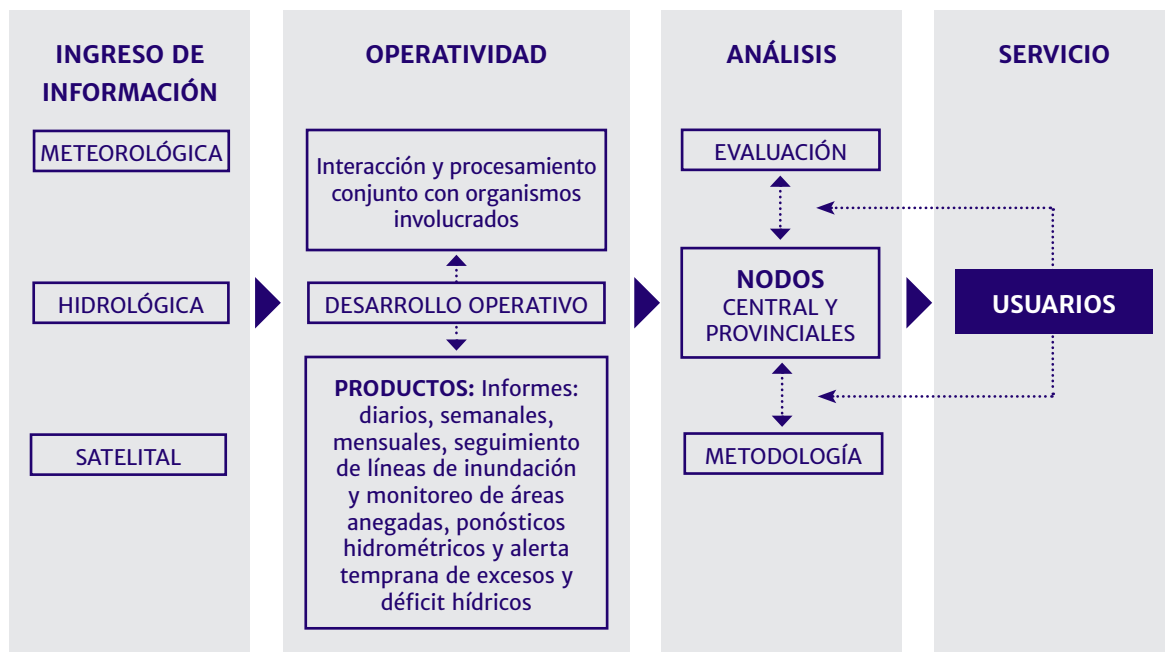 INGRESO DE
INFORMACIÓN
METEOROLÓGICA
HIDROLÓGICA
SATELITAL
OPERATIVIDAD
Interacción y procesamiento
conjunto con organismos
involucrados
DESARROLLO OPERATIVO
PRODUCTOS: Informes:
diarios, semanales,
mensuales, seguimiento
de líneas de inundación
y monitoreo de áreas
anegadas, ponósticos
hidrométricos y alerta
temprana de excesos y
déficit hídricos
ANÁLISIS
EVALUACIÓN
NODOS
CENTRAL Y
PROVINCIALES
METODOLOGÍA
SERVICIO
USUARIOS